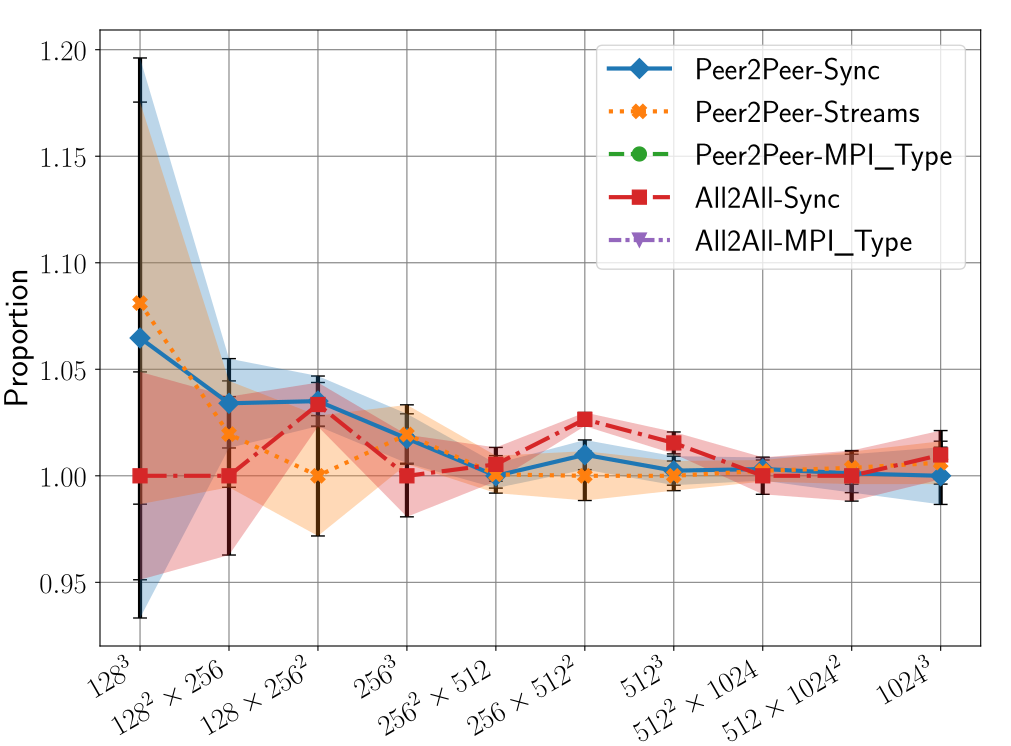 Proportion
1.20
1.15
1.10
1.05
1.00
0.95
Peer2Peer-Sync
Peer2Peer-Streams
Peer2Peer-MPI_Type
All2All-Sync
All2All-MPI_Type
128³
128² × 256
128 × 256²
256³
256² × 512
256 × 512²
512³
512² × 1024
512 × 1024²
1024³